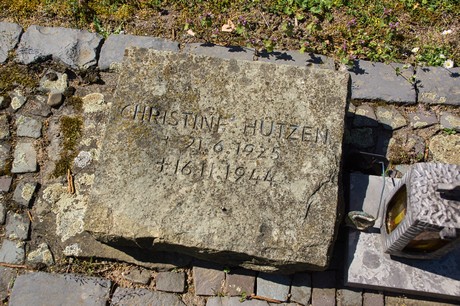 CHRISTINE HÜTZEN
* 21.6.1925
+ 16.11.1944